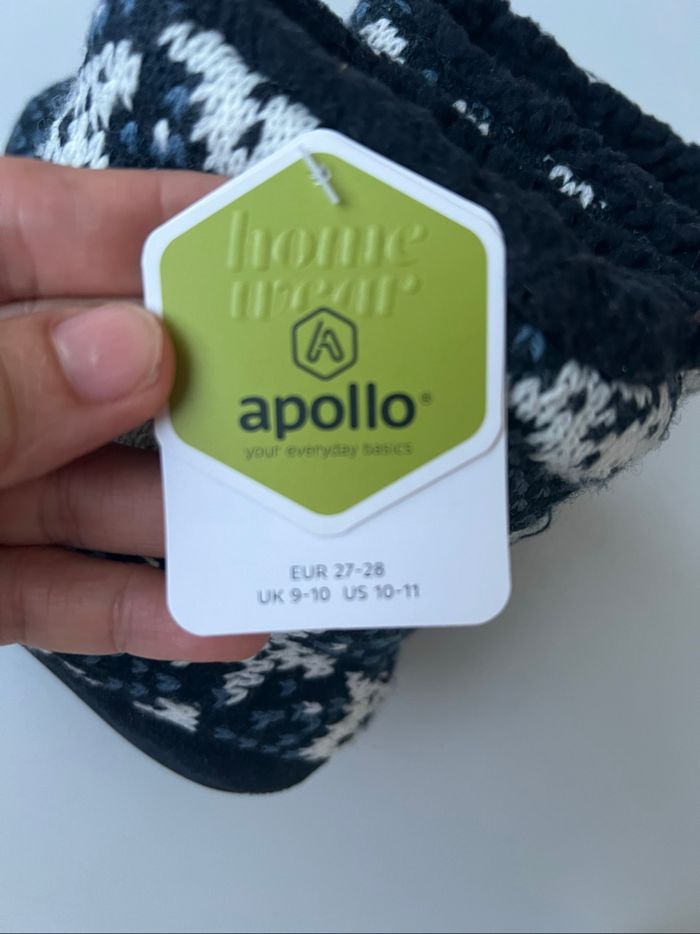 home
wear
apollo®
your everyday basics
EUR 27-28
UK 9-10 US 10-11